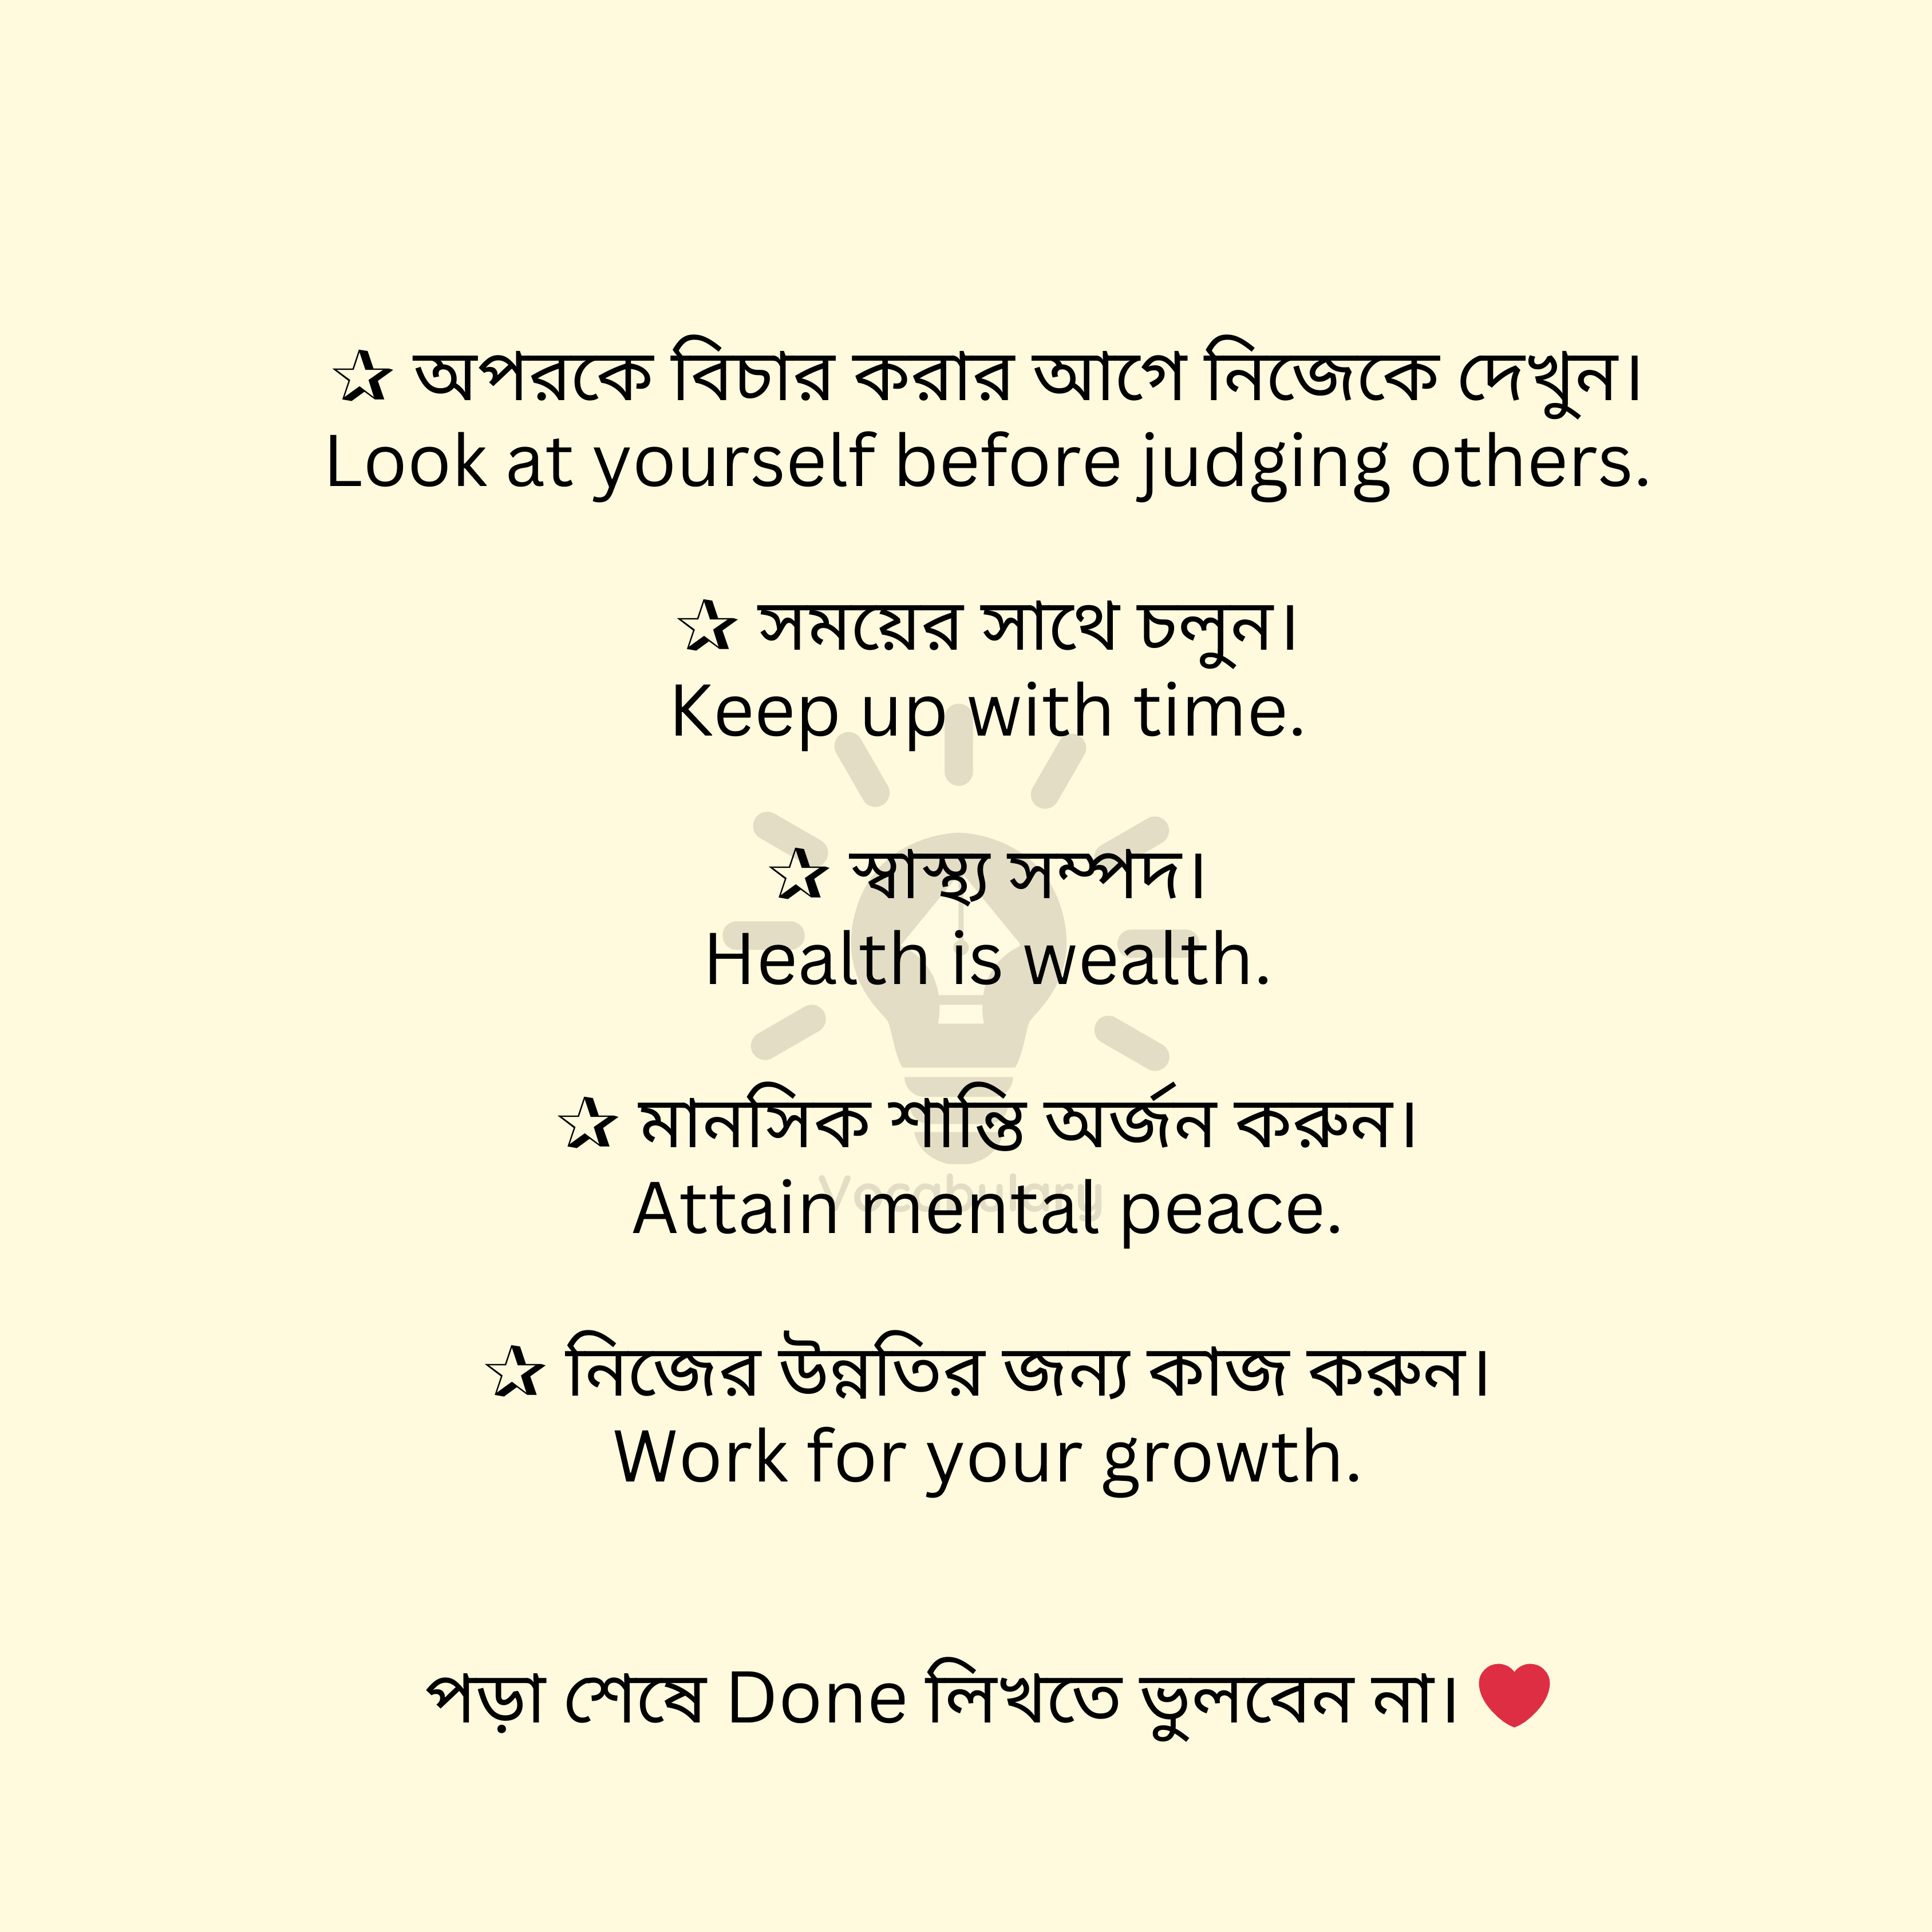 ✰ অপরকে বিচার করার আগে নিজেকে দেখুন।
Look at yourself before judging others.
✰ সময়ের সাথে চলুন।
Keep up with time.
✰ স্বাস্থ্য সম্পদ।
Health is wealth.
✰ মানসিক শান্তি অর্জন করুন।
Vocabulary
Attain mental peace.
✰ নিজের উন্নতির জন্য কাজ করুন।
Work for your growth.
পড়া শেষে Done লিখতে ভুলবেন না। ❤️